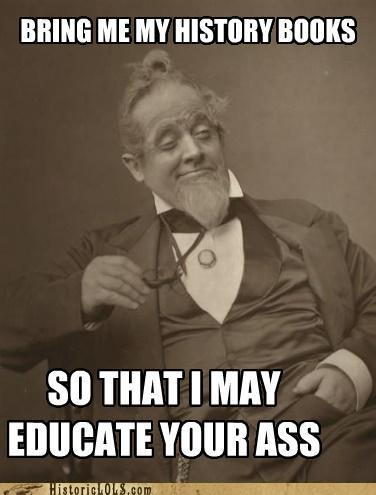 BRING ME MY HISTORY BOOKS
SO THAT I MAY
EDUCATE YOUR ASS
HistoricLOLS.com